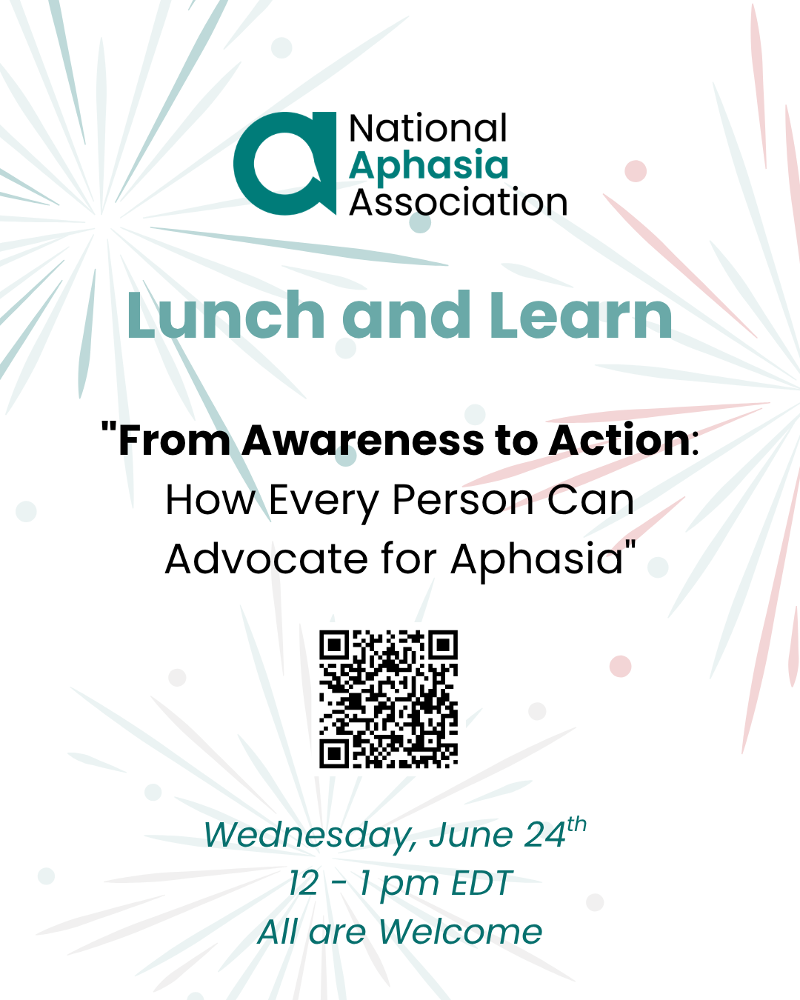 National
Aphasia
Association
Lunch and Learn
"From Awareness to Action:
How Every Person Can
Advocate for Aphasia"
Wednesday, June 24th
12 - 1 pm EDT
All are Welcome